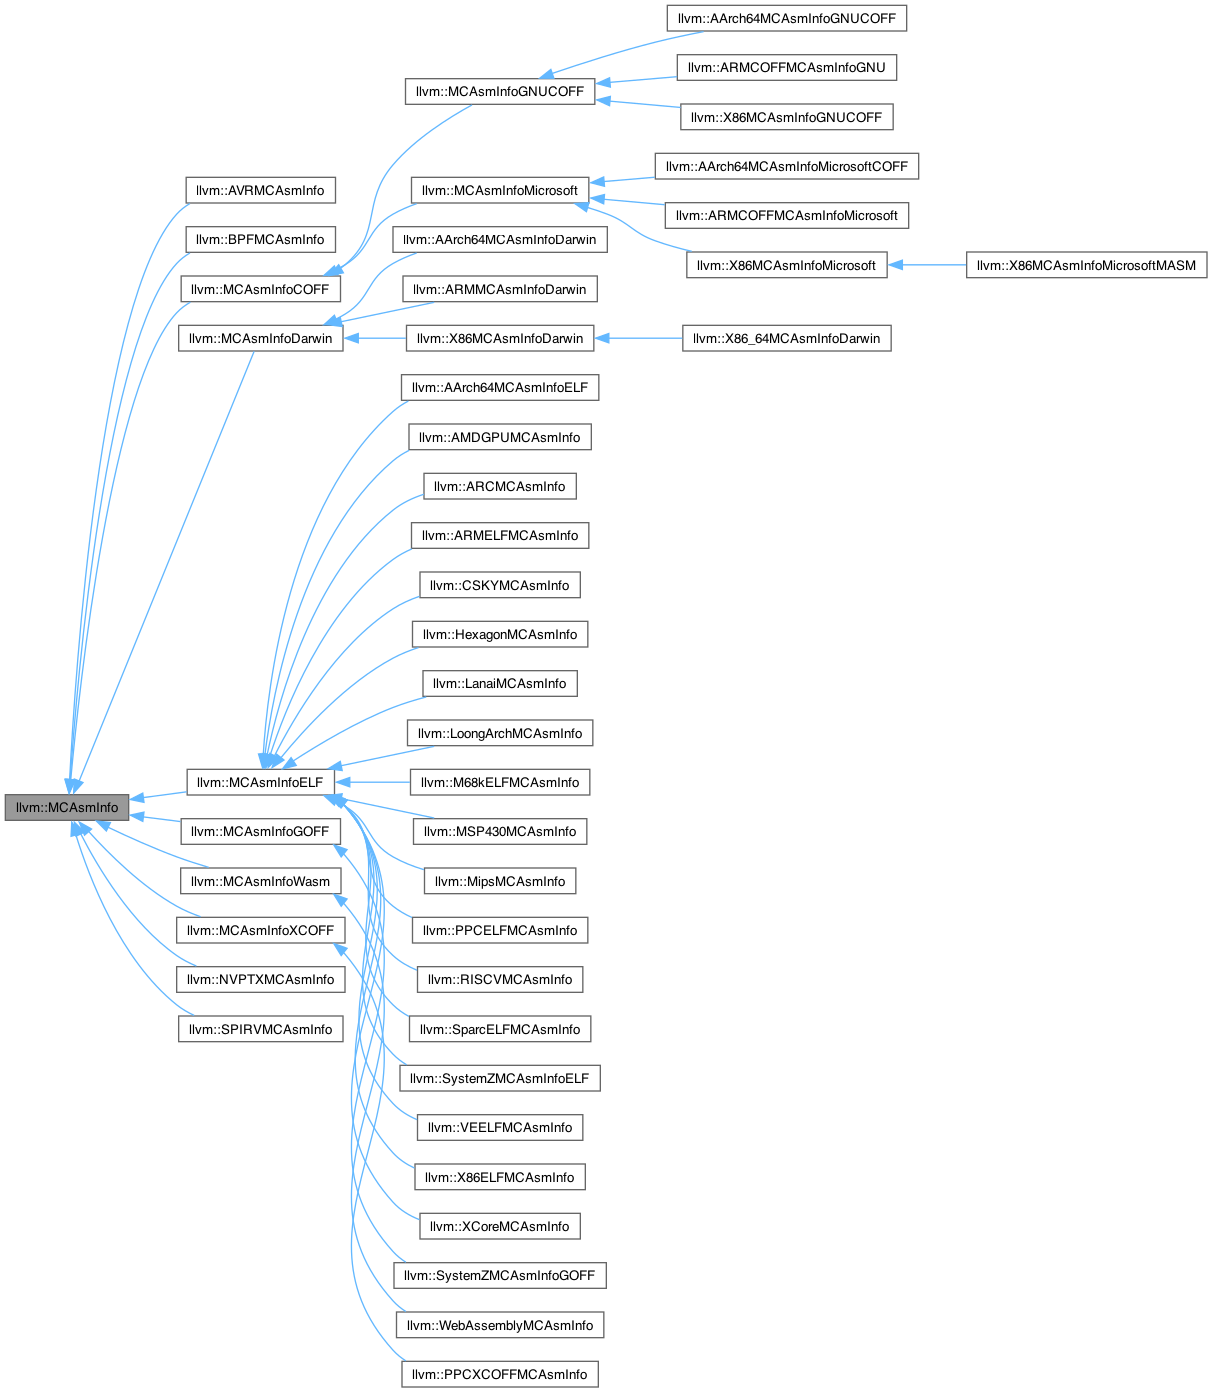 llvm::AArch64MCAsmInfoGNUCOFF
llvm::ARMCOFFMCAsmInfoGNU
llvm::MCAsmInfoGNUCOFF
llvm::X86MCAsmInfoGNUCOFF
llvm::AArch64MCAsmInfoMicrosoftCOFF
llvm::AVRMCAsmInfo
llvm::MCAsmInfoMicrosoft
llvm::ARMCOFFMCAsmInfoMicrosoft
llvm::BPFMCAsmInfo
llvm::AArch64MCAsmInfoDarwin
llvm::X86MCAsmInfoMicrosoft
llvm::X86MCAsmInfoMicrosoftMASM
llvm::MCAsmInfoCOFF
llvm::ARMMCAsmInfoDarwin
llvm::MCAsmInfoDarwin
llvm::X86MCAsmInfoDarwin
llvm::X86_64MCAsmInfoDarwin
llvm::AArch64MCAsmInfoELF
llvm::AMDGPUMCAsmInfo
llvm::ARCMCAsmInfo
llvm::ARMELFMCAsmInfo
llvm::CSKYMCAsmInfo
llvm::HexagonMCAsmInfo
llvm::LanaiMCAsmInfo
llvm::LoongArchMCAsmInfo
llvm::MCAsmInfoELF
llvm::M68kELFMCAsmInfo
llvm::MCAsmInfo
llvm::MCAsmInfoGOFF
llvm::MSP430MCAsmInfo
llvm::MCAsmInfoWasm
llvm::MipsMCAsmInfo
llvm::MCAsmInfoXCOFF
llvm::PPCELFMCAsmInfo
llvm::NVPTXMCAsmInfo
llvm::RISCVMCAsmInfo
llvm::SPIRVMCAsmInfo
llvm::SparcELFMCAsmInfo
llvm::SystemZMCAsmInfoELF
llvm::VEELFMCAsmInfo
llvm::X86ELFMCAsmInfo
llvm::XCoreMCAsmInfo
llvm::SystemZMCAsmInfoGOFF
llvm::WebAssemblyMCAsmInfo
llvm::PPCXCOFFMCAsmInfo